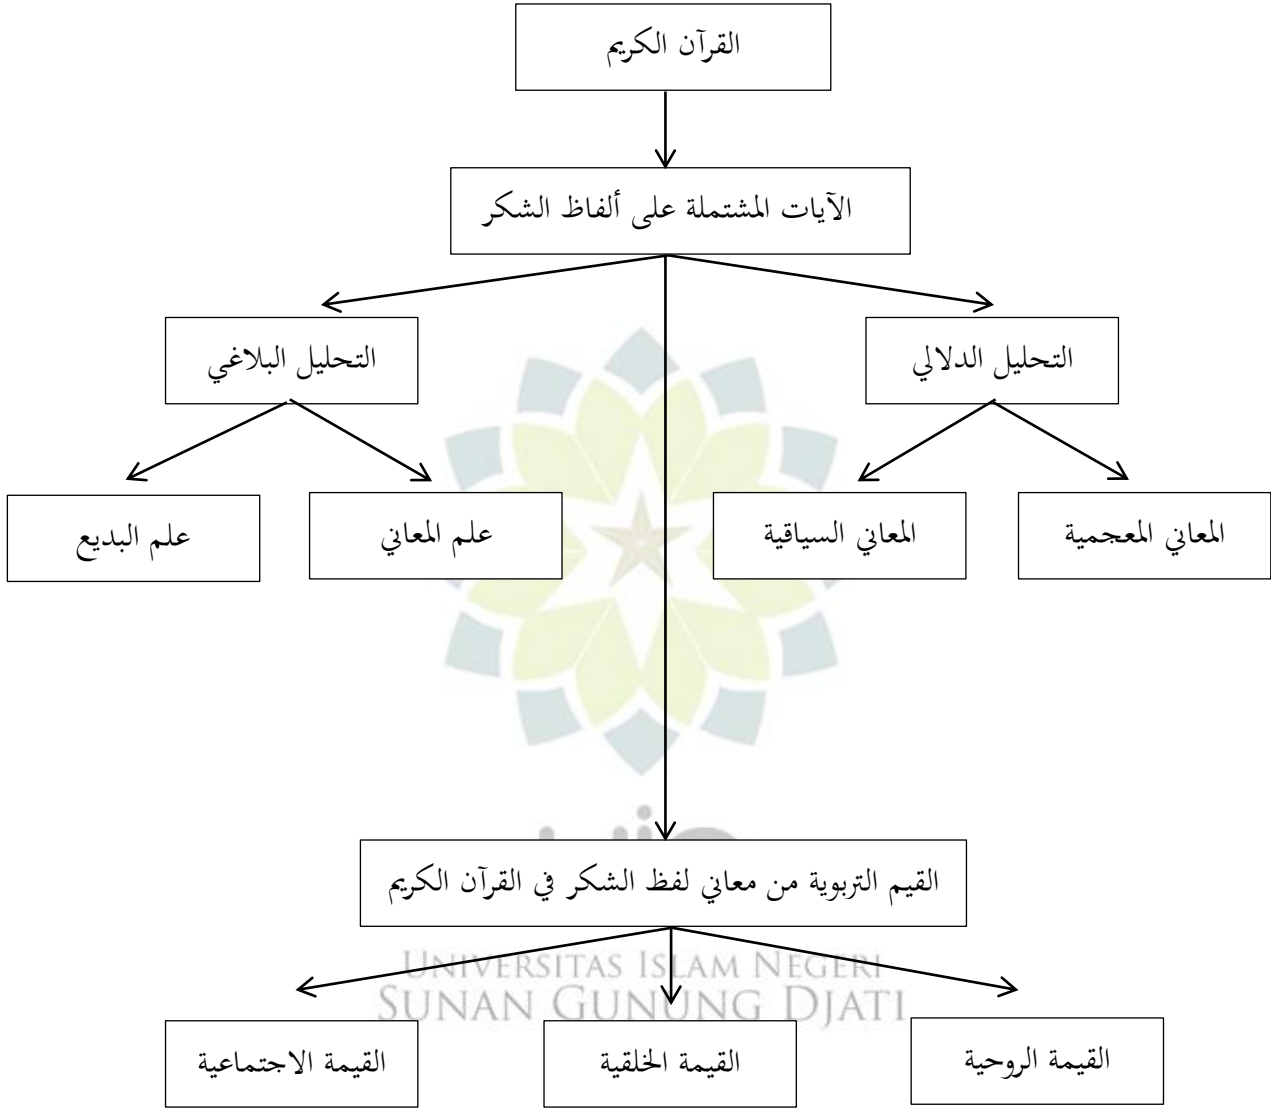 القرآن الكريم
الآيات المشتملة على ألفاظ الشكر
التحليل الدلالي
التحليل البلاغي
المعاني المعجمية
المعاني السياقية
علم المعاني
علم البديع
القيم التربوية من معاني لفظ الشكر في القرآن الكريم
UNIVERSITAS ISLAM NEGERI
SUNAN GUNUNG DJATI
القيمة الروحية
القيمة الخلقية
القيمة الاجتماعية